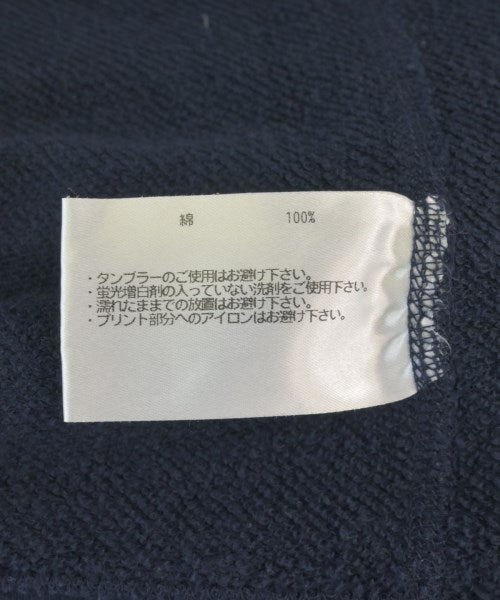 綿 100%
・タンブラーのご使用はお避け下さい。
・蛍光増白剤の入っていない洗剤をご使用下さい。
・濡れたままでの放置はお避け下さい。
・プリント部分へのアイロンはお避け下さい。